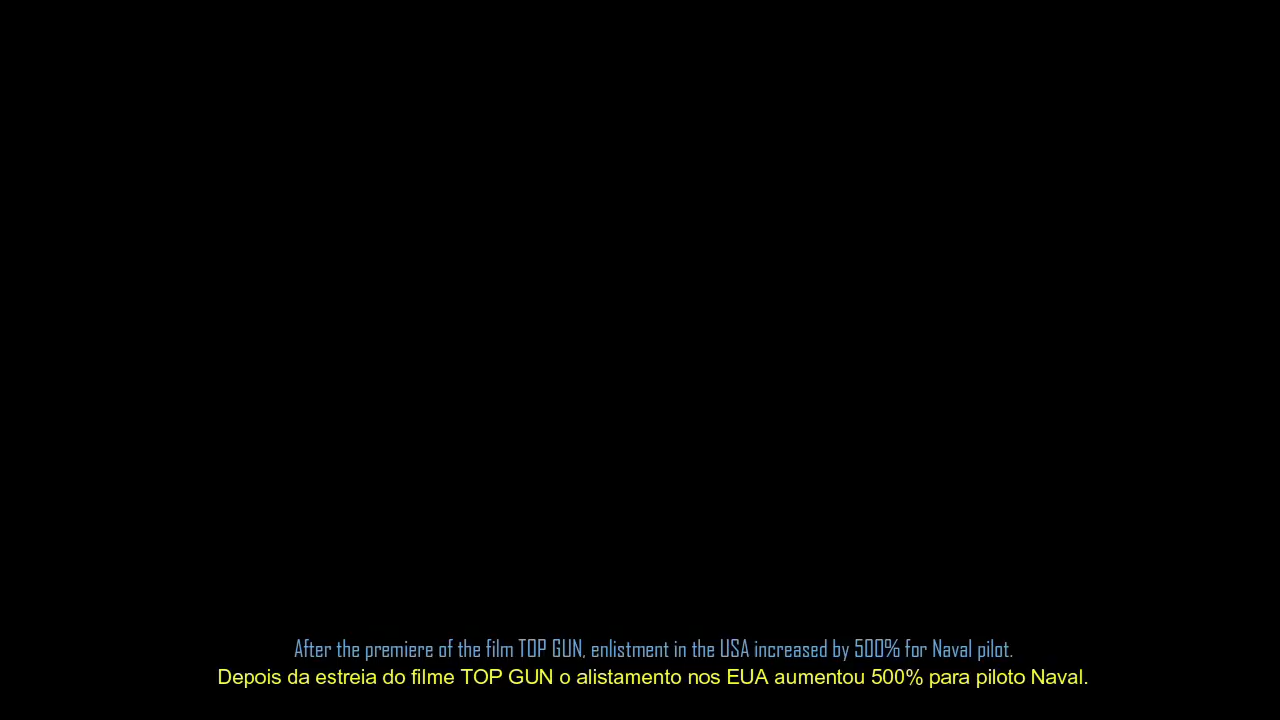 After the premiere of the film TOP GUN, enlistment in the USA increased by 500% for Naval pilot.
Depois da estreia do filme TOP GUN o alistamento nos EUA aumentou 500% para piloto Naval.